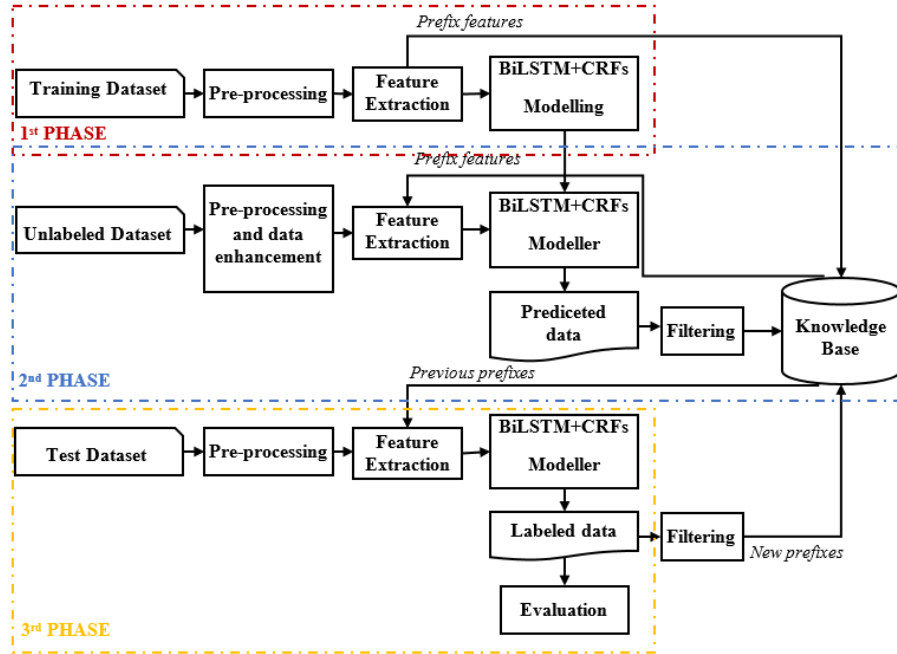 Prefix features
Training Dataset
Pre-processing
Feature
Extraction
BiLSTM+CRFs
Modelling
1st PHASE
Prefix features
Unlabeled Dataset
Pre-processing
and data
enhancement
Feature
Extraction
BiLSTM+CRFs
Modeller
Prediceted
data
Filtering
Knowledge
Base
2nd PHASE
Previous prefixes
Test Dataset
Pre-processing
Feature
Extraction
BiLSTM+CRFs
Modeller
Labeled data
Filtering
New prefixes
Evaluation
3rd PHASE